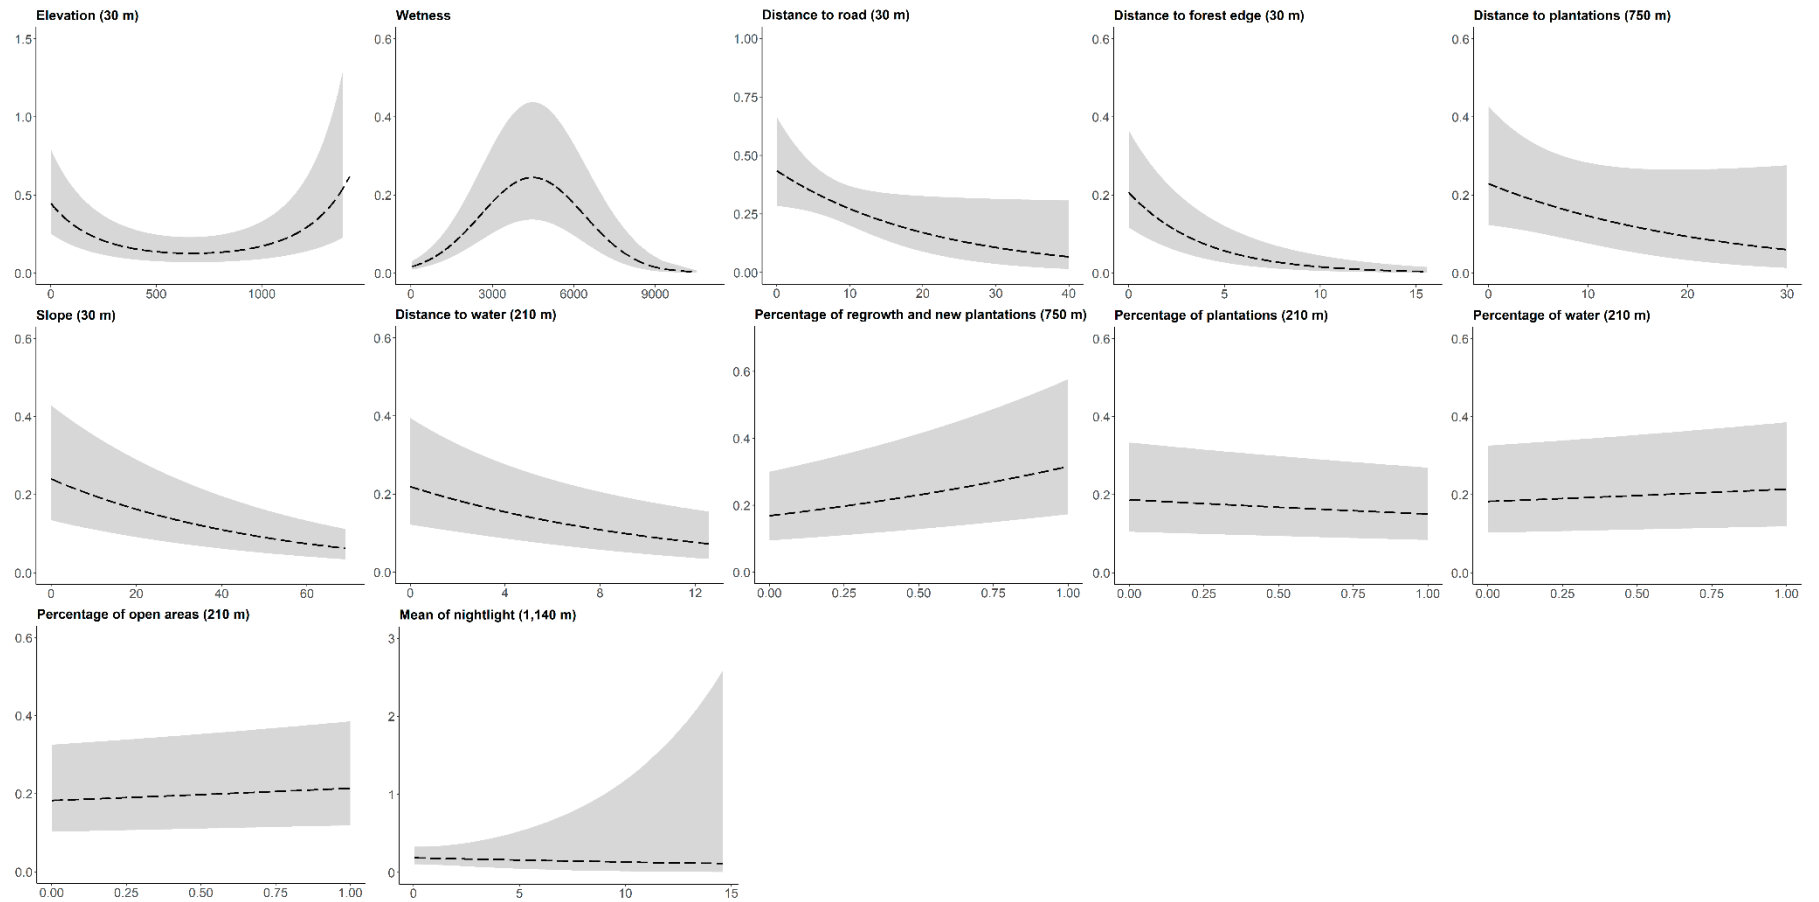 Elevation (30 m) Wetness Distance to road (30 m) Distance to forest edge (30 m) Distance to plantations (750 m)
1.5 0.6 1.00 0.6 0.6
0.75
1.0 0.4 0.4 0.4
0.50
0.5 0.2 0.2 0.2
0.25
0.0 0.0 0.00 0.0 0.0
0 500 1000 0 3000 6000 9000 0 10 20 30 40 0 5 10 15 0 10 20 30
Slope (30 m) Distance to water (210 m) Percentage of regrowth and new plantations (750 m) Percentage of plantations (210 m) Percentage of water (210 m)
0.6 0.6 0.6 0.6 0.6
0.4 0.4 0.4 0.4 0.4
0.2 0.2 0.2 0.2 0.2
0.0 0.0 0.0 0.0 0.0
0 20 40 60 0 4 8 12 0.00 0.25 0.50 0.75 1.00 0.00 0.25 0.50 0.75 1.00 0.00 0.25 0.50 0.75 1.00
Percentage of open areas (210 m) Mean of nightlight (1,140 m)
0.6 3
0.4 2
0.2 1
0.0 0
0.00 0.25 0.50 0.75 1.00 0 5 10 15